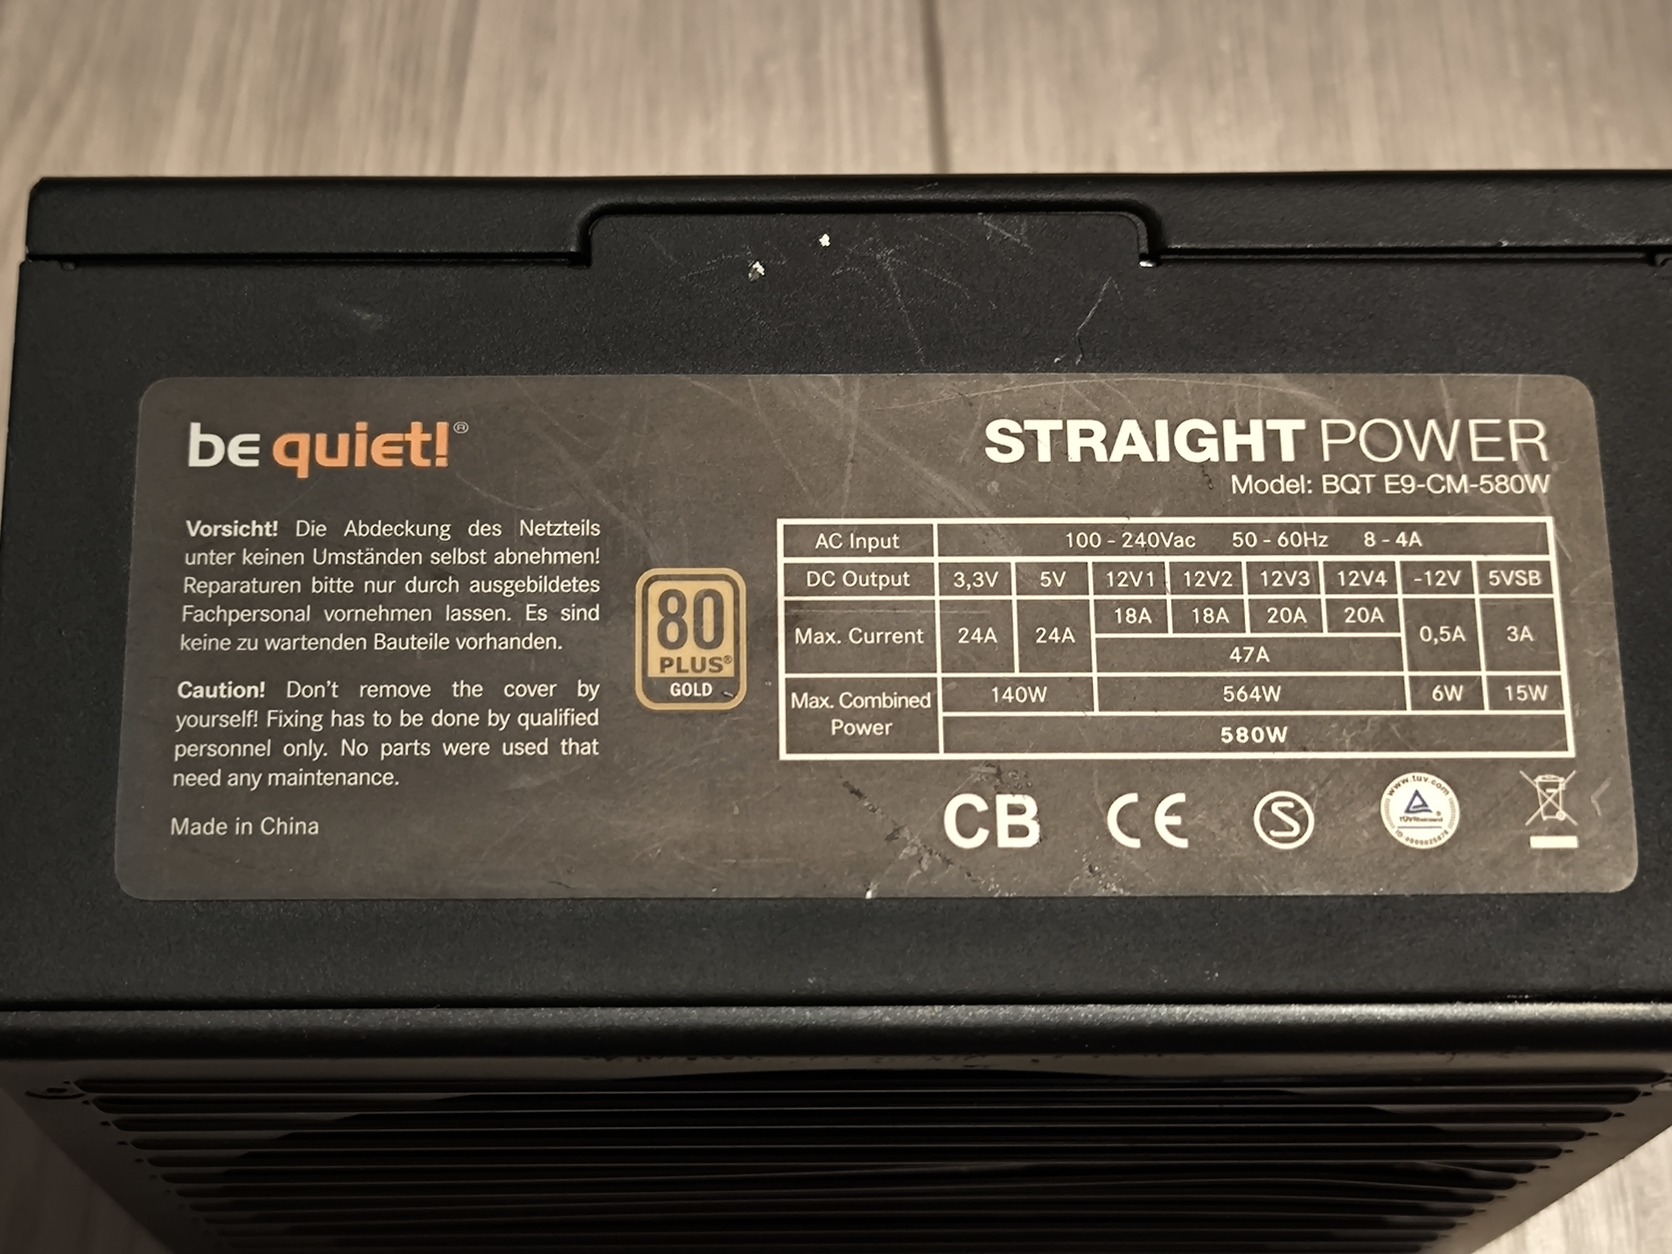 be quiet!®
STRAIGHT POWER
Model: BQT E9-CM-580W
Vorsicht! Die Abdeckung des Netzteils
unter keinen Umständen selbst abnehmen!
Reparaturen bitte nur durch ausgebildetes
Fachpersonal vornehmen lassen. Es sind
keine zu wartenden Bauteile vorhanden.
Caution! Don't remove the cover by
yourself! Fixing has to be done by qualified
personnel only. No parts were used that
need any maintenance.
Made in China
80
PLUS®
GOLD
AC Input 100 - 240Vac 50 - 60Hz 8 - 4A
DC Output 3,3V 5V 12V1 12V2 12V3 12V4 -12V 5VSB
Max. Current 24A 24A 18A 18A 20A 20A 0,5A 3A
47A
Max. Combined Power 140W 564W 6W 15W
580W
CB CE S
www.tuv.com
TÜVRheinland